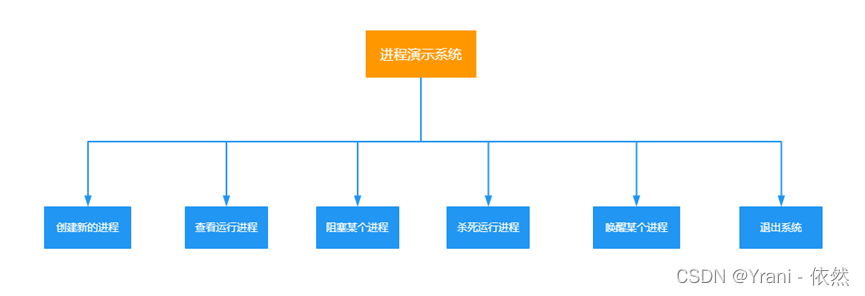 进程演示系统
创建新的进程
查看运行进程
阻塞某个进程
杀死运行进程
唤醒某个进程
退出系统
CSDN @Yrani - 依然